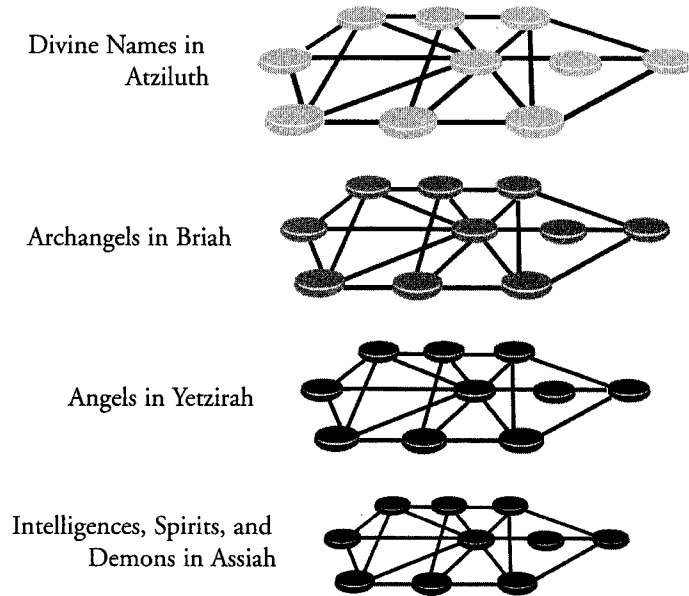 Divine Names in
Atziluth
Archangels in Briah
Angels in Yetzirah
Intelligences, Spirits, and
Demons in Assiah